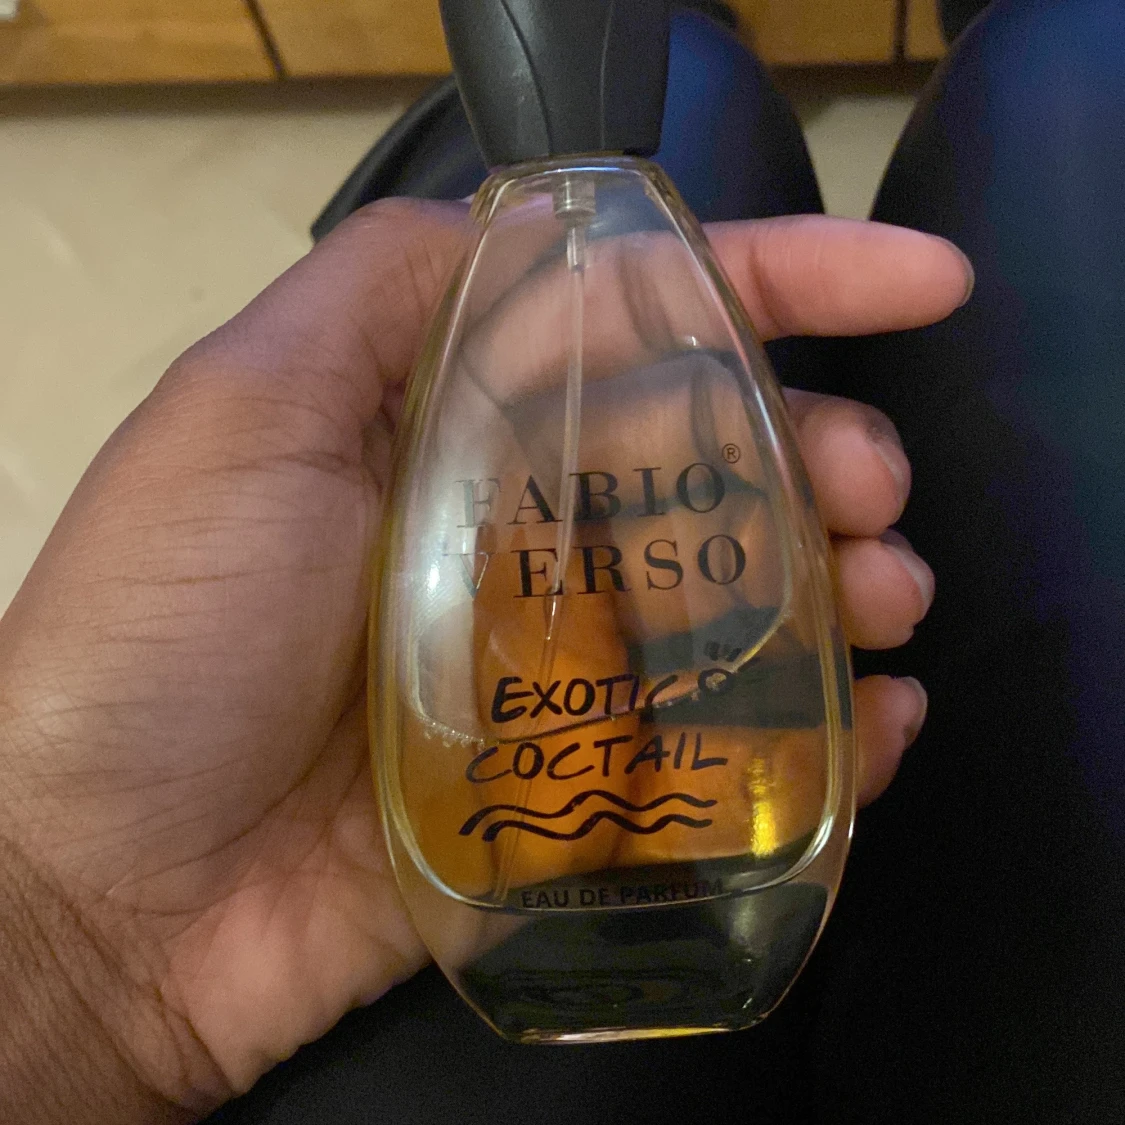 FABIO®
VERSO
EXOTIC
COCTAIL
EAU DE PARFUM